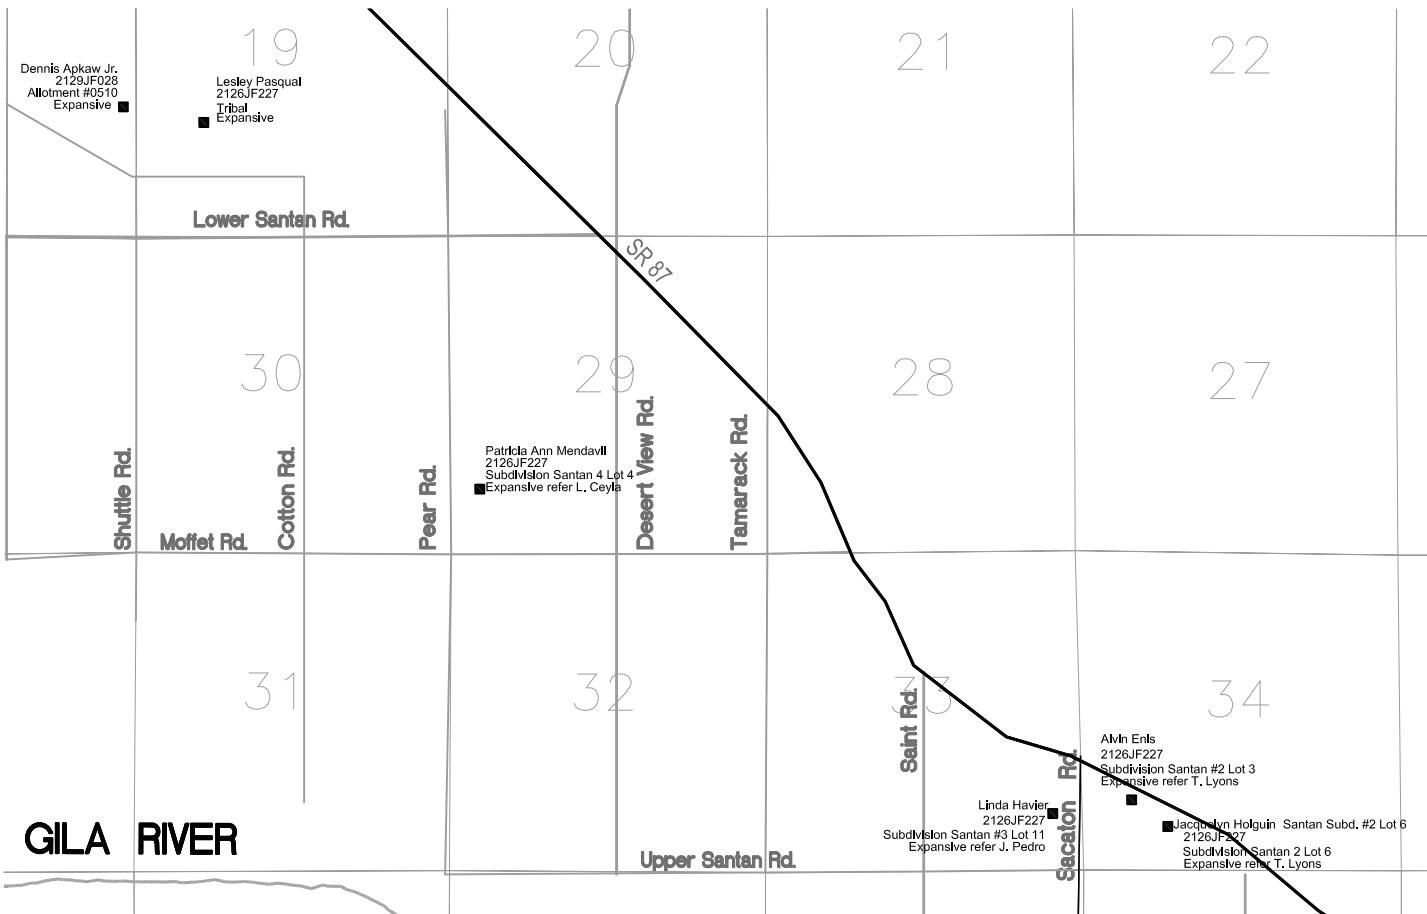 19
20
21
22
Dennis Apkaw Jr.
2129JF028
Allotment #0510
Expansive
Lesley Pasqual
2126JF227
Tribal
Expansive
Lower Santan Rd.
SR 87
30
29
28
27
Shuttle Rd.
Cotton Rd.
Pear Rd.
Patricia Ann Mendavil
2126JF227
Subdivision Santan 4 Lot 4
Expansive refer L. Ceyla
Desert View Rd.
Tamarack Rd.
Moffet Rd.
31
32
33
34
Saint Rd.
Sacaton Rd.
Alvin Enis
2126JF227
Subdivision Santan #2 Lot 3
Expansive refer T. Lyons
Linda Havier
2126JF227
Subdivision Santan #3 Lot 11
Expansive refer J. Pedro
Jacquelyn Holguin Santan Subd. #2 Lot 6
2126JF227
Subdivision Santan 2 Lot 6
Expansive refer T. Lyons
GILA RIVER
Upper Santan Rd.